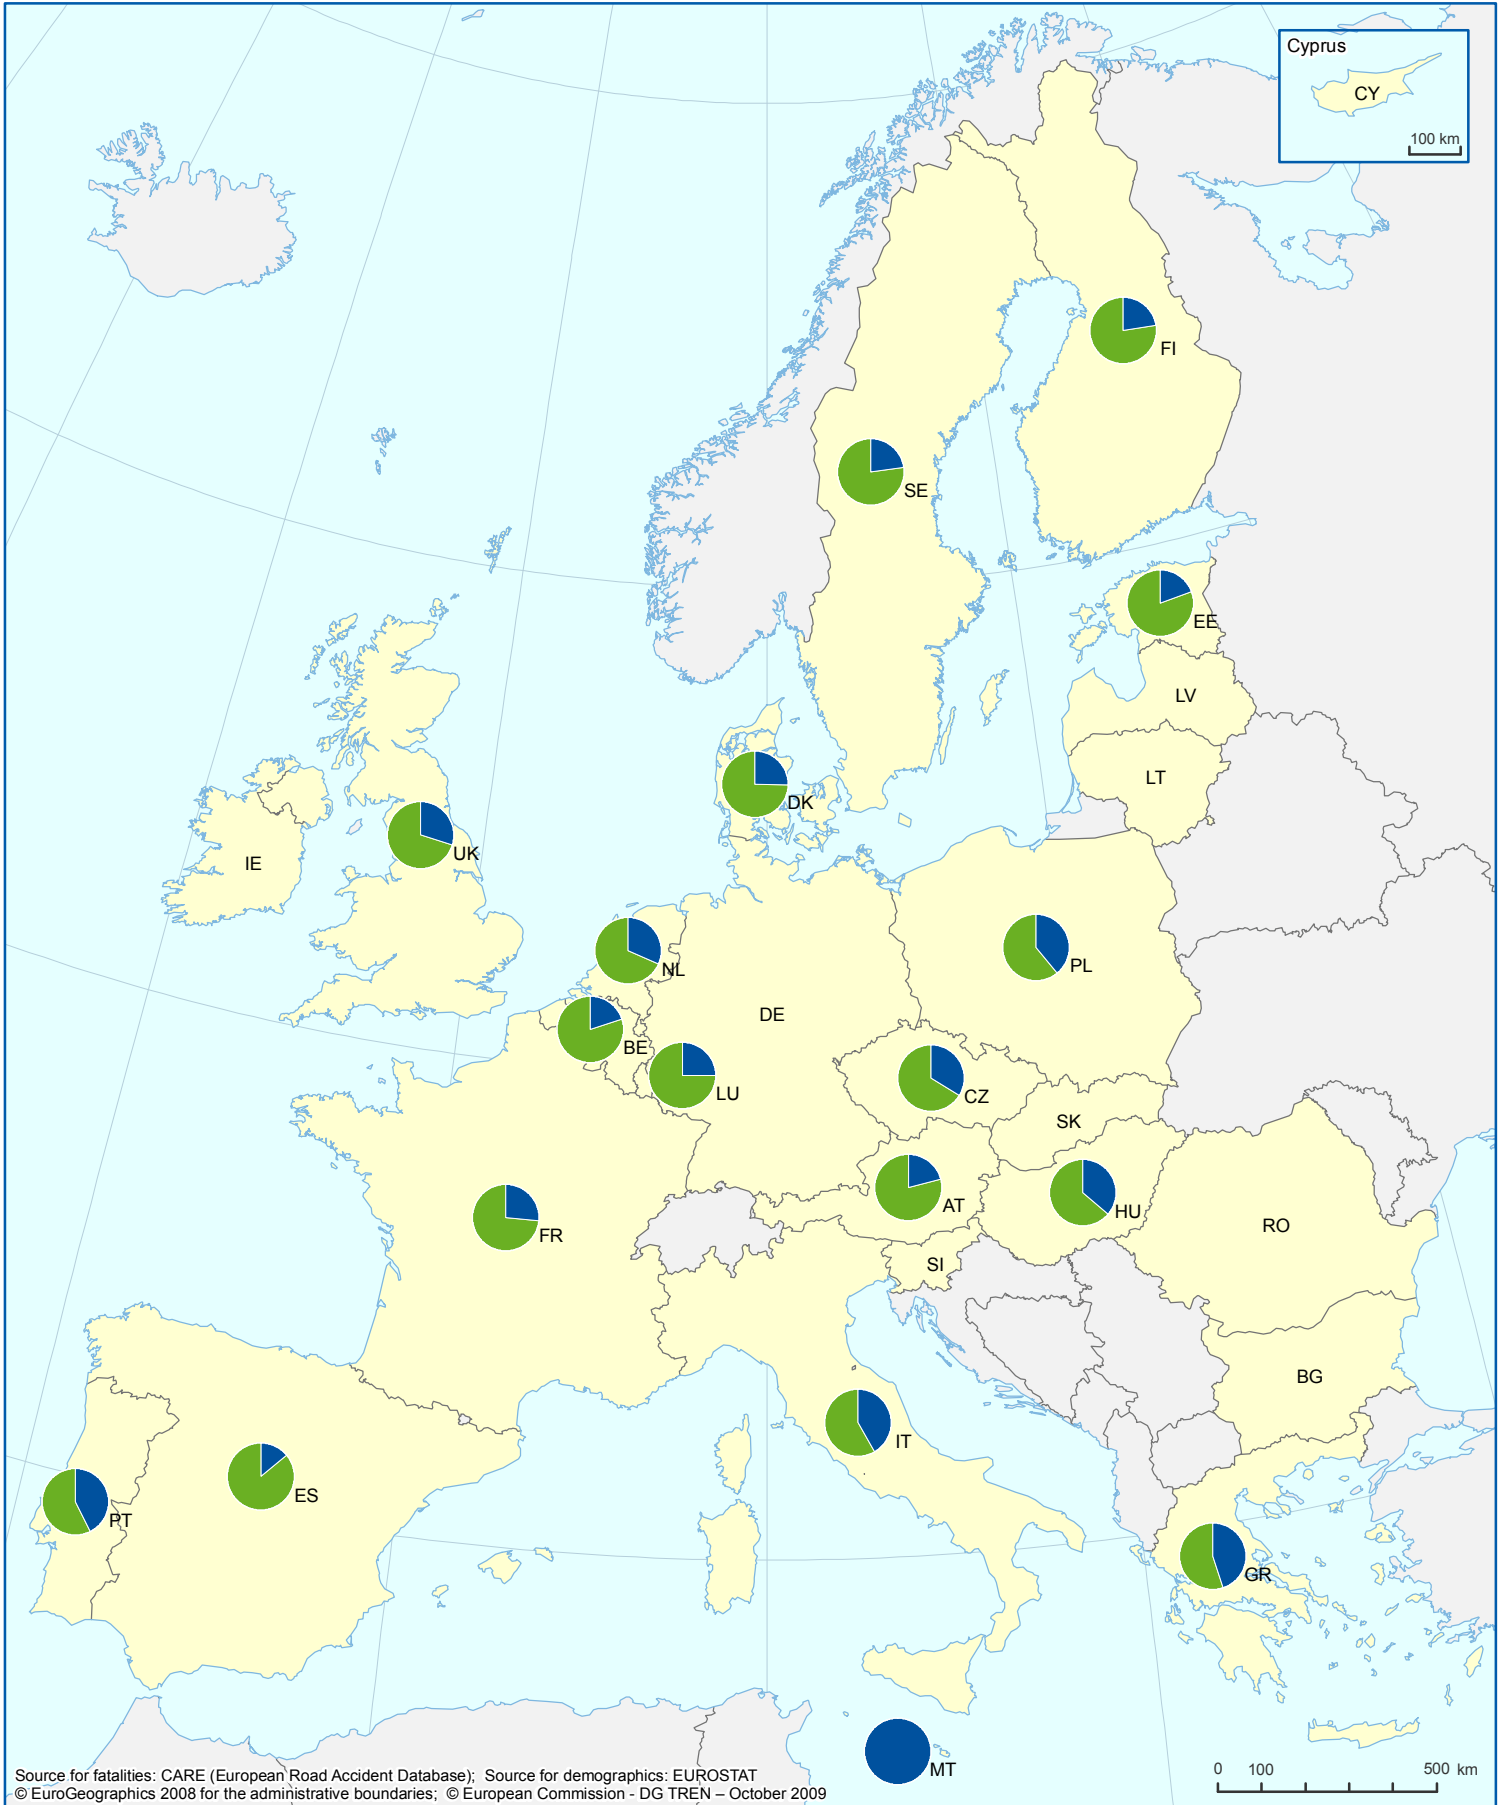 Cyprus
CY
100 km
FI
SE
EE
LV
LT
DK
UK
IE
NL
PL
DE
BE
LU
CZ
SK
AT
HU
FR
RO
SI
BG
IT
ES
PT
GR
MT
0 100 500 km
Source for fatalities: CARE (European Road Accident Database); Source for demographics: EUROSTAT
© EuroGeographics 2008 for the administrative boundaries; © European Commission - DG TREN – October 2009